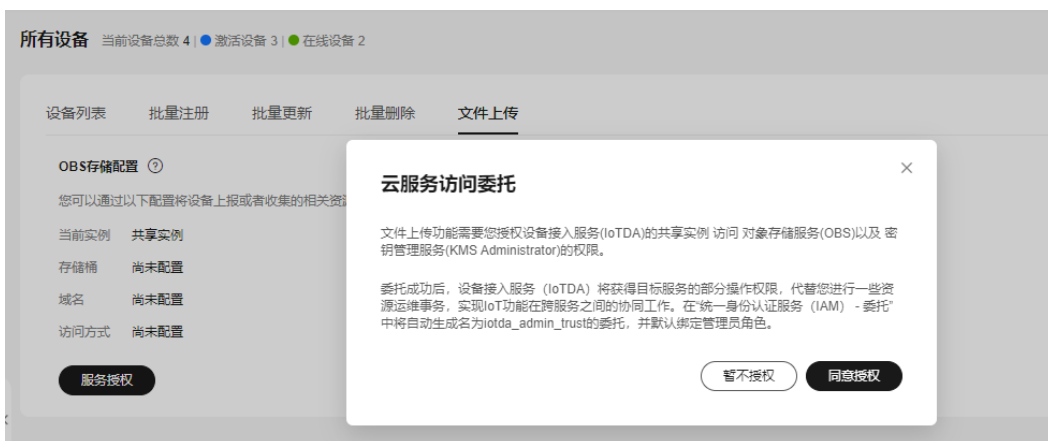 所有设备 当前设备总数 4 | 激活设备 3 | 在线设备 2
设备列表 批量注册 批量更新 批量删除 文件上传
OBS存储配置 ?
您可以通过以下配置将设备上报或者收集的相关资
当前实例 共享实例
存储桶 尚未配置
域名 尚未配置
访问方式 尚未配置
服务授权
云服务访问委托
文件上传功能需要您授权设备接入服务(IoTDA)的共享实例 访问 对象存储服务(OBS)以及 密
钥管理服务(KMS Administrator)的权限。
委托成功后，设备接入服务（IoTDA）将获得目标服务的部分操作权限，代替您进行一些资
源运维事务，实现IoT功能在跨服务之间的协同工作。在“统一身份认证服务（IAM） - 委托”
中将自动生成名为iotda_admin_trust的委托，并默认绑定管理员角色。
暂不授权 同意授权